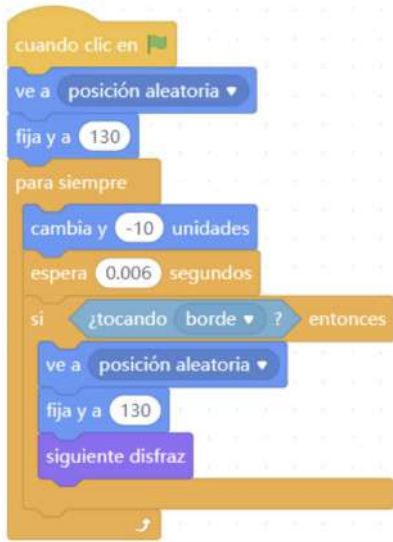 cuando clic en
ve a posición aleatoria
fija y a 130
para siempre
cambia y -10 unidades
espera 0.006 segundos
si ¿tocando borde ? entonces
ve a posición aleatoria
fija y a 130
siguiente disfraz